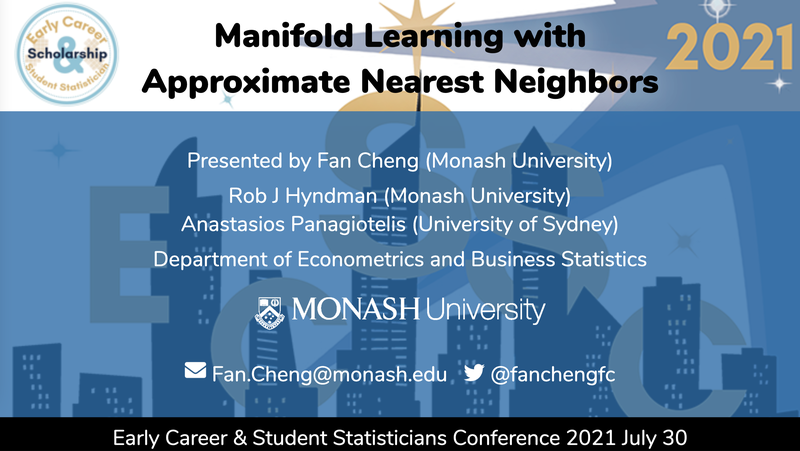 Early Career
Scholarship
&
Student Statistician
Manifold Learning with
Approximate Nearest Neighbors
2021
Presented by Fan Cheng (Monash University)
Rob J Hyndman (Monash University)
Anastasios Panagiotelis (University of Sydney)
Department of Econometrics and Business Statistics
MONASH University
Fan.Cheng@monash.edu @fanchengfc
E C S S C
Early Career & Student Statisticians Conference 2021 July 30